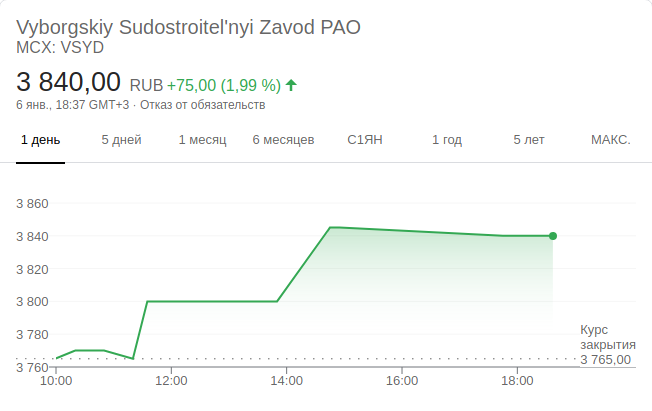 Vyborgskiy Sudostroitel'nyi Zavod PAO
MCX: VSYD
3 840,00 RUB +75,00 (1,99 %)
6 янв., 18:37 GMT+3 · Отказ от обязательств
1 день 5 дней 1 месяц 6 месяцев С1ЯН 1 год 5 лет МАКС.
3 860
3 840
3 820
3 800
3 780
3 760
Курс
закрытия
3 765,00
10:00 12:00 14:00 16:00 18:00